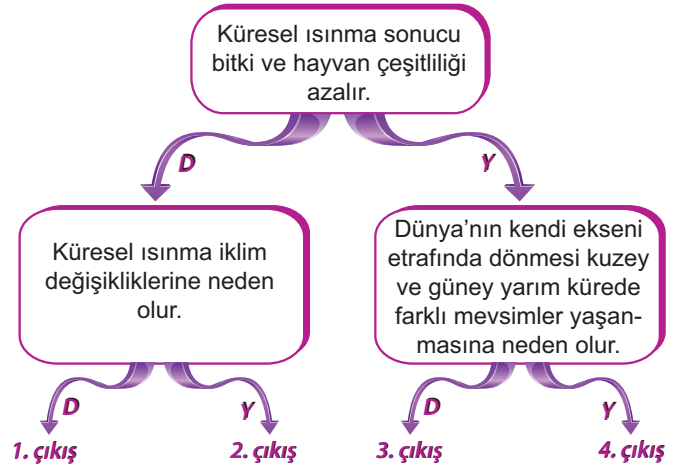 Küresel ısınma sonucu
bitki ve hayvan çeşitliliği
azalır.
D
Y
Küresel ısınma iklim
değişikliklerine neden
olur.
Dünya'nın kendi ekseni
etrafında dönmesi kuzey
ve güney yarım kürede
farklı mevsimler yaşan-
masına neden olur.
D
Y
D
Y
1. çıkış
2. çıkış
3. çıkış
4. çıkış